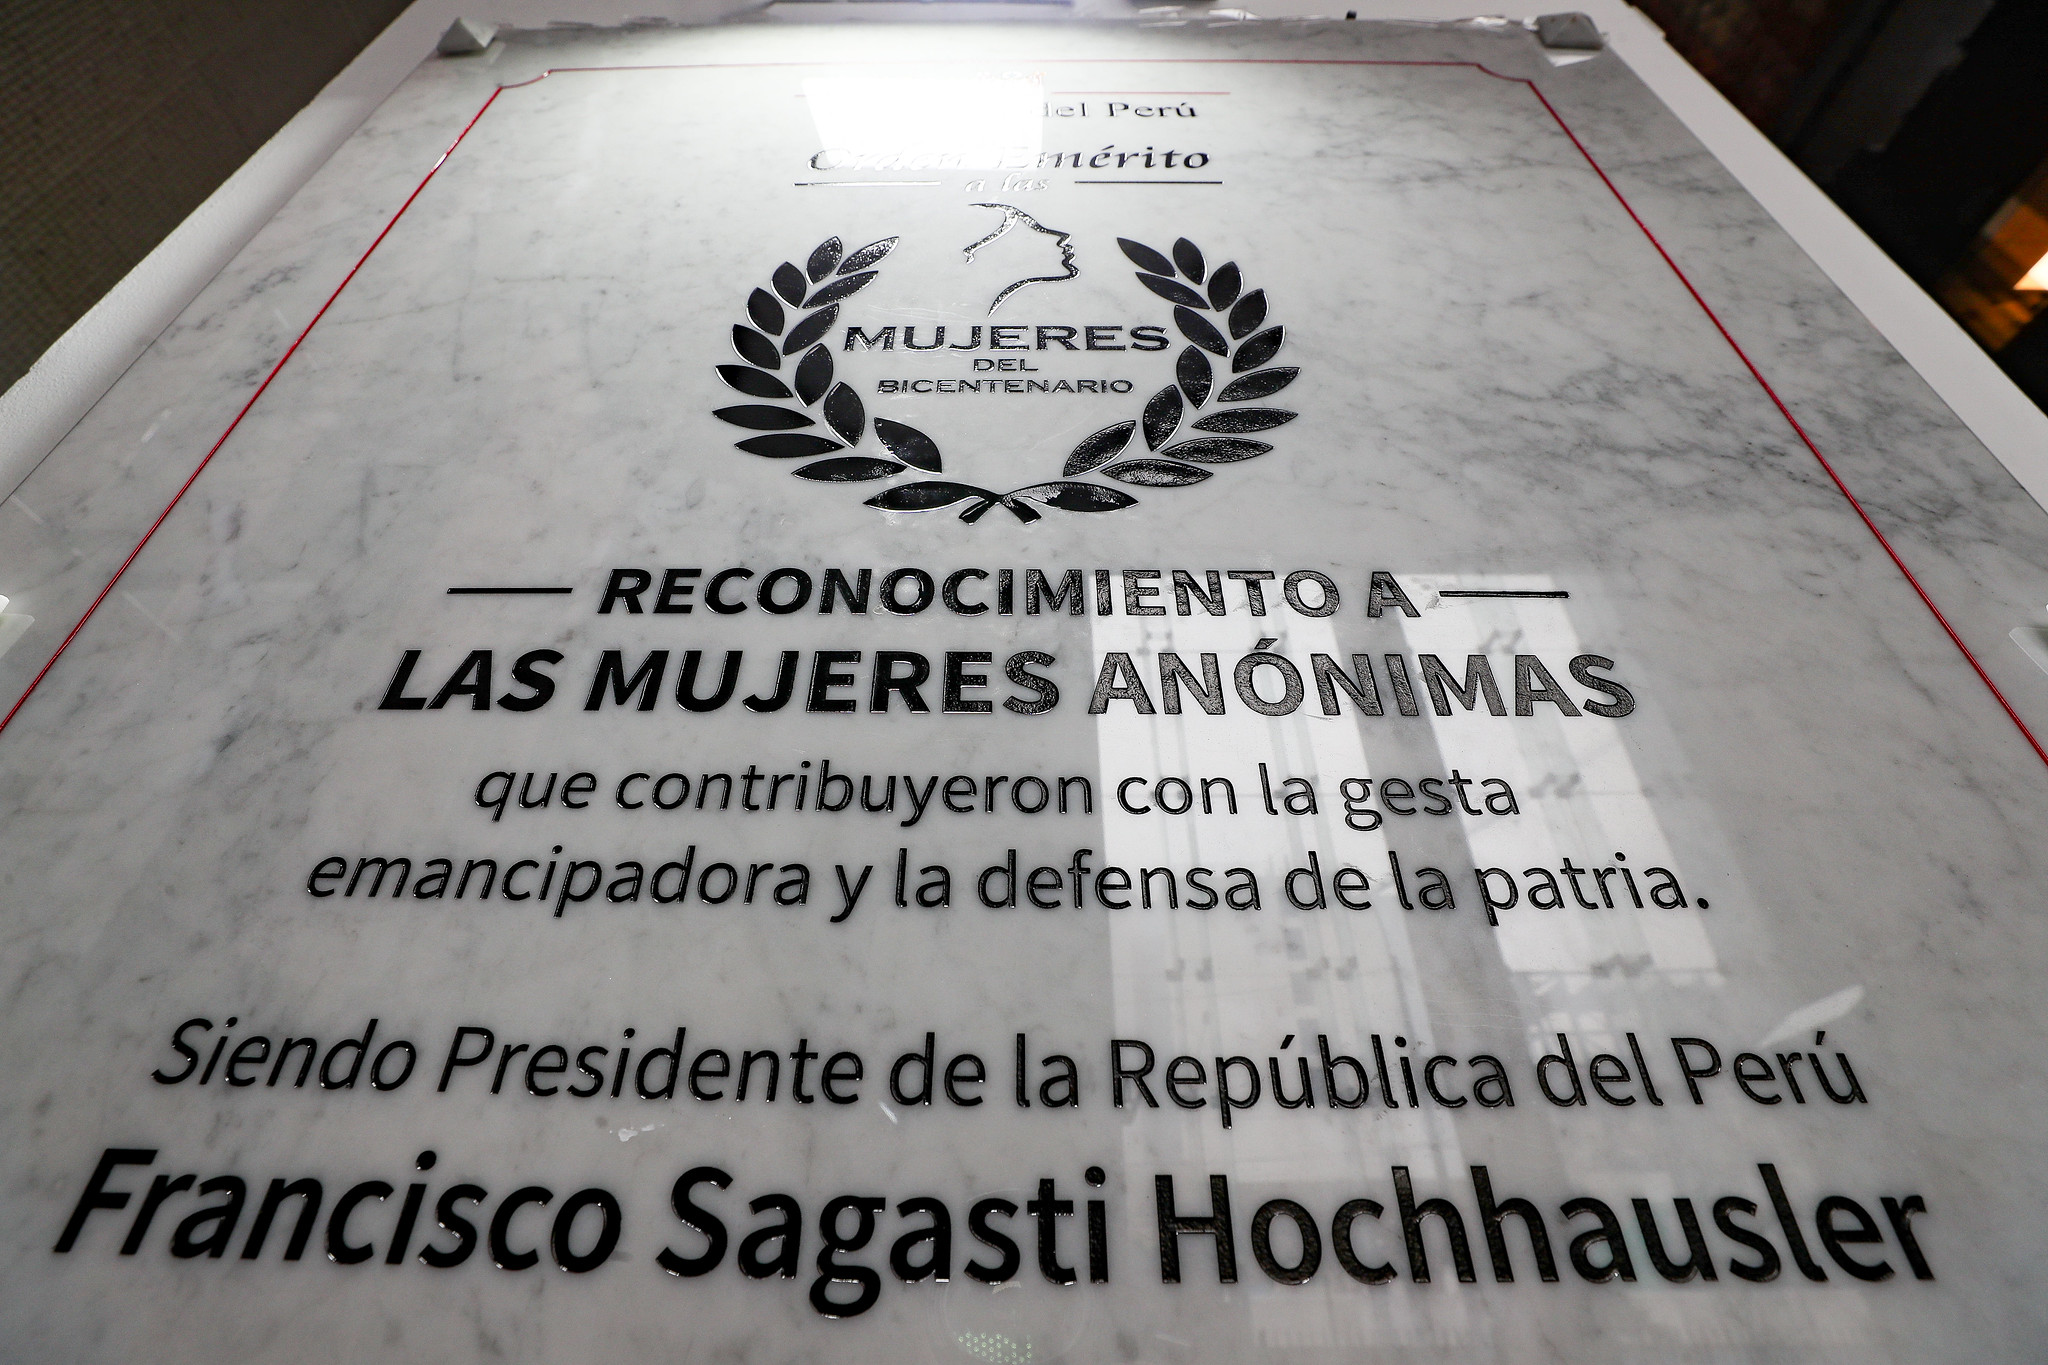 del Perú
Orden Emérito
a las
MUJERES
DEL
BICENTENARIO
RECONOCIMIENTO A
LAS MUJERES ANÓNIMAS
que contribuyeron con la gesta
emancipadora y la defensa de la patria.
Siendo Presidente de la República del Perú
Francisco Sagasti Hochhausler